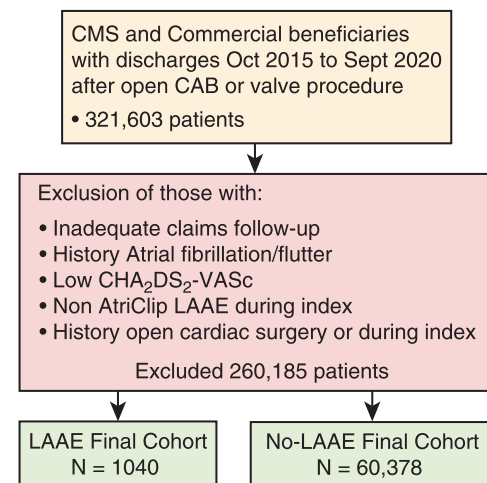 CMS and Commercial beneficiaries
with discharges Oct 2015 to Sept 2020
after open CAB or valve procedure
• 321,603 patients
Exclusion of those with:
• Inadequate claims follow-up
• History Atrial fibrillation/flutter
• Low CHA₂DS₂-VASc
• Non AtriClip LAAE during index
• History open cardiac surgery or during index
Excluded 260,185 patients
LAAE Final Cohort
N = 1040
No-LAAE Final Cohort
N = 60,378